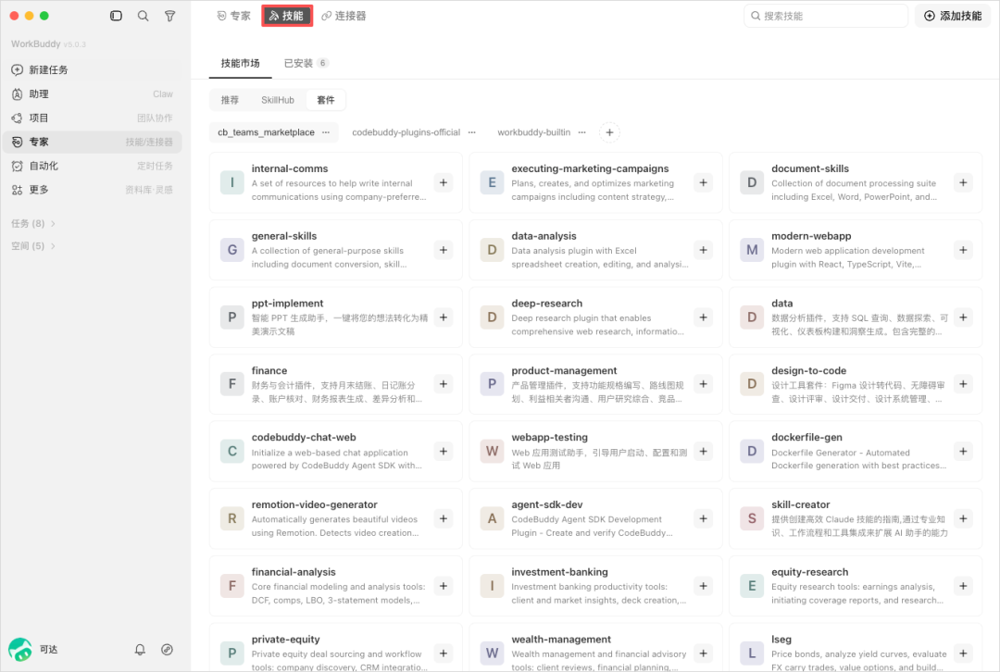 专家
技能
连接器
搜索技能
添加技能
WorkBuddy v5.0.3
新建任务
助理 Claw
项目 团队协作
专家 技能/连接器
自动化 定时任务
更多 资料库·灵感
任务 (8)
空间 (5)
可达
技能市场
已安装 6
推荐
SkillHub
套件
cb_teams_marketplace ···
codebuddy-plugins-official ···
workbuddy-builtin ···
I
internal-comms
A set of resources to help write internal
communications using company-preferre...
E
executing-marketing-campaigns
Plans, creates, and optimizes marketing
campaigns including content strategy,...
D
document-skills
Collection of document processing suite
including Excel, Word, PowerPoint, and...
G
general-skills
A collection of general-purpose skills
including document conversion, skill...
D
data-analysis
Data analysis plugin with Excel
spreadsheet creation, editing, and analysi...
M
modern-webapp
Modern web application development
plugin with React, TypeScript, Vite,...
P
ppt-implement
智能 PPT 生成助手，一键将您的想法转化为精
美演示文稿
D
deep-research
Deep research plugin that enables
comprehensive web research, informatio...
D
data
数据分析插件，支持 SQL 查询、数据探索、可
视化、仪表板构建和洞察生成。包含完整的...
F
finance
财务与会计插件，支持月末结账、日记账分
录、账户核对、财务报表生成、差异分析和...
P
product-management
产品管理插件，支持功能规格编写、路线图规
划、利益相关者沟通、用户研究综合、竞品...
D
design-to-code
设计工具套件：Figma 设计转代码、无障碍审
查、设计评审、设计交付、设计系统管理、...
C
codebuddy-chat-web
Initialize a web-based chat application
powered by CodeBuddy Agent SDK with...
W
webapp-testing
Web 应用测试助手，引导用户启动、配置和测
试 Web 应用
D
dockerfile-gen
Dockerfile Generator - Automated
Dockerfile generation with best practices...
R
remotion-video-generator
Automatically generates beautiful videos
using Remotion. Detects video creation...
A
agent-sdk-dev
CodeBuddy Agent SDK Development
Plugin - Create and verify CodeBuddy...
S
skill-creator
提供创建高效 Claude 技能的指南,通过专业知
识、工作流程和工具集成来扩展 AI 助手的能力
F
financial-analysis
Core financial modeling and analysis tools:
DCF, comps, LBO, 3-statement models,...
I
investment-banking
Investment banking productivity tools:
client and market insights, deck creation,...
E
equity-research
Equity research tools: earnings analysis,
initiating coverage reports, and research...
P
private-equity
Private equity deal sourcing and workflow
tools: company discovery, CRM integratio...
W
wealth-management
Wealth management and financial advisory
tools: client reviews, financial planning,...
L
lseg
Price bonds, analyze yield curves, evaluate
FX carry trades, value options, and build...